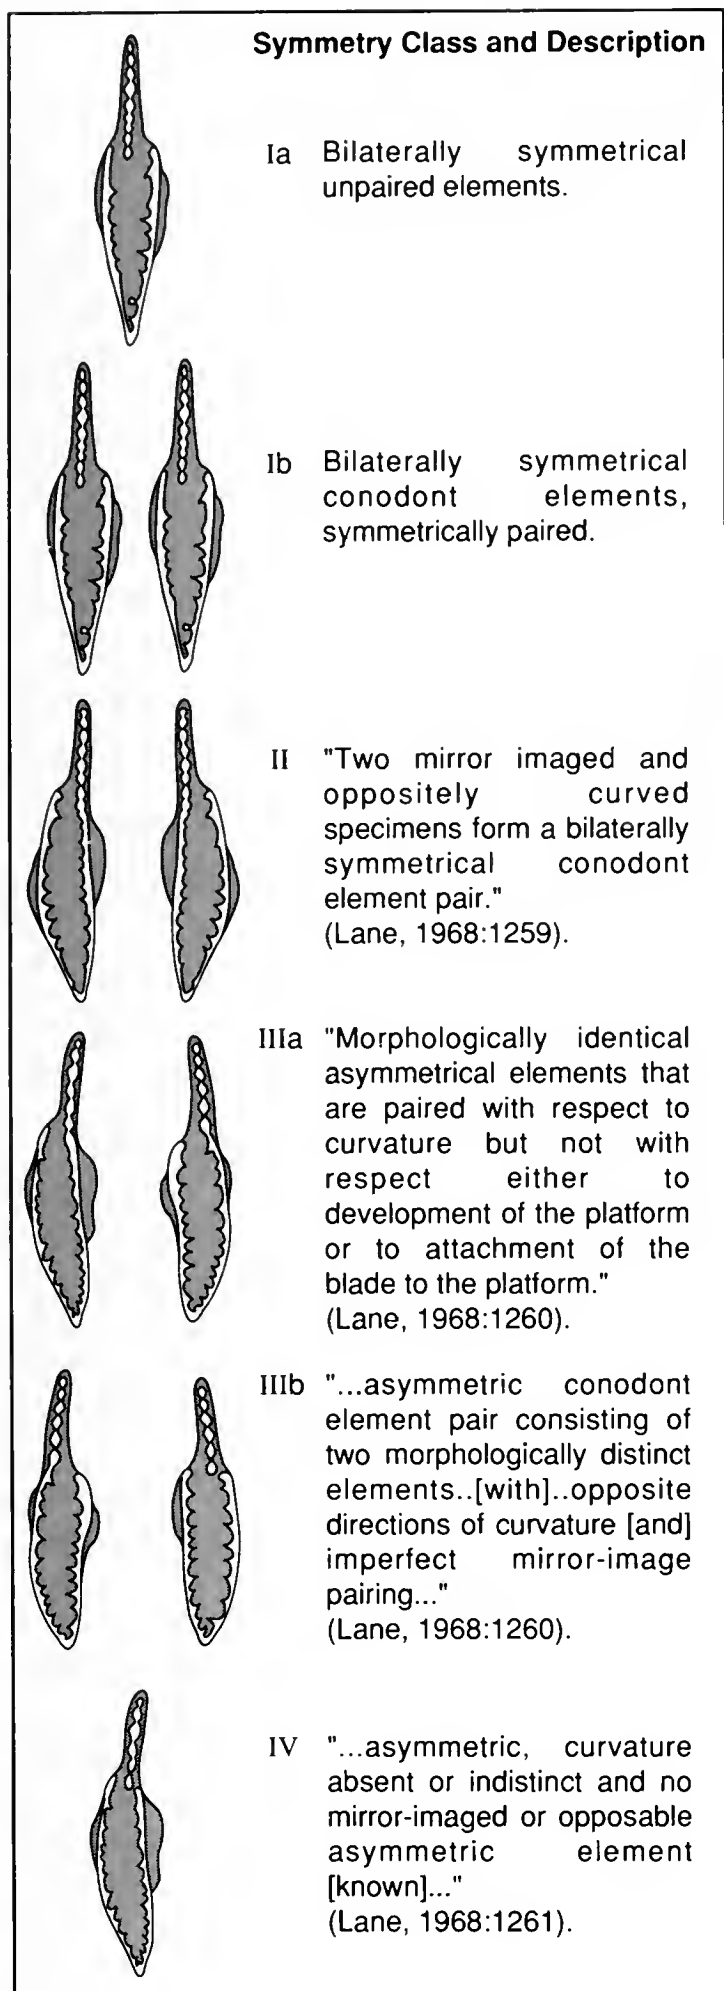 Symmetry Class and Description
Ia Bilaterally symmetrical
unpaired elements.
Ib Bilaterally symmetrical
conodont elements,
symmetrically paired.
II "Two mirror imaged and
oppositely curved
specimens form a bilaterally
symmetrical conodont
element pair."
(Lane, 1968:1259).
IIIa "Morphologically identical
asymmetrical elements that
are paired with respect to
curvature but not with
respect either to
development of the platform
or to attachment of the
blade to the platform."
(Lane, 1968:1260).
IIIb "...asymmetric conodont
element pair consisting of
two morphologically distinct
elements..[with]..opposite
directions of curvature [and]
imperfect mirror-image
pairing..."
(Lane, 1968:1260).
IV "...asymmetric, curvature
absent or indistinct and no
mirror-imaged or opposable
asymmetric element
[known]..."
(Lane, 1968:1261).